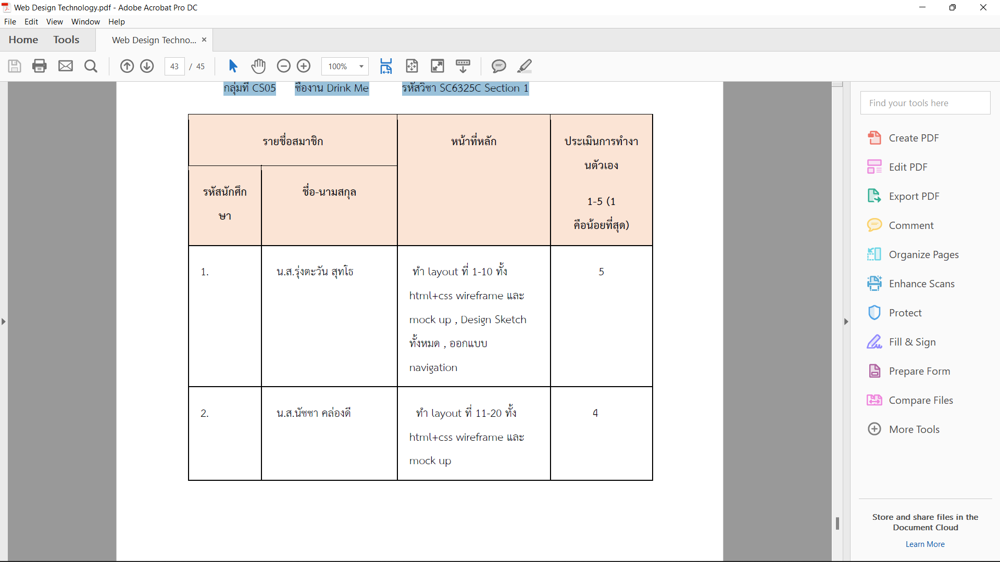 Web Design Technology.pdf - Adobe Acrobat Pro DC
File Edit View Window Help
Home Tools Web Design Techno... ×
43 / 45 100%
กลุ่มที่ CS05 ชื่องาน Drink Me รหัสวิชา SC6325C Section 1
รายชื่อสมาชิก หน้าที่หลัก ประเมินการทำงา
นตัวเอง
รหัสนักศึก ชื่อ-นามสกุล 1-5 (1
ษา คือน้อยที่สุด)
1. น.ส.รุ่งตะวัน สุทโธ ทำ layout ที่ 1-10 ทั้ง 5
html+css wireframe และ
mock up , Design Sketch
ทั้งหมด , ออกแบบ
navigation
2. น.ส.นัชชา คล่องดี ทำ layout ที่ 11-20 ทั้ง 4
html+css wireframe และ
mock up
Find your tools here
Create PDF
Edit PDF
Export PDF
Comment
Organize Pages
Enhance Scans
Protect
Fill & Sign
Prepare Form
Compare Files
More Tools
Store and share files in the
Document Cloud
Learn More